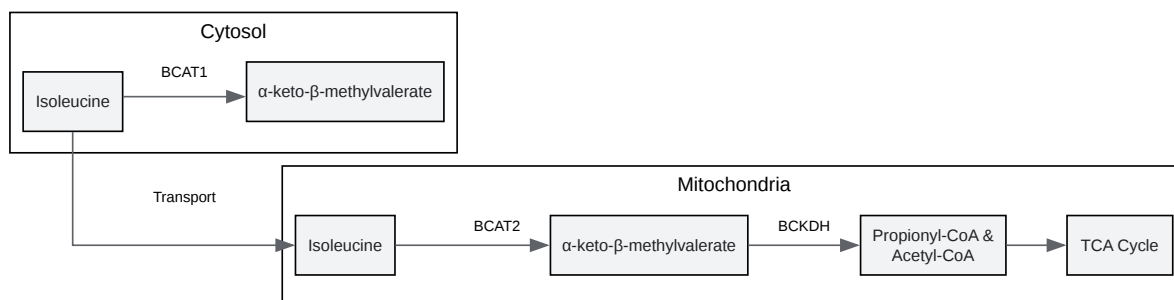 Cytosol
BCAT1
Isoleucine
α-keto-β-methylvalerate
Transport
Mitochondria
Isoleucine
BCAT2
α-keto-β-methylvalerate
BCKDH
Propionyl-CoA &
Acetyl-CoA
TCA Cycle